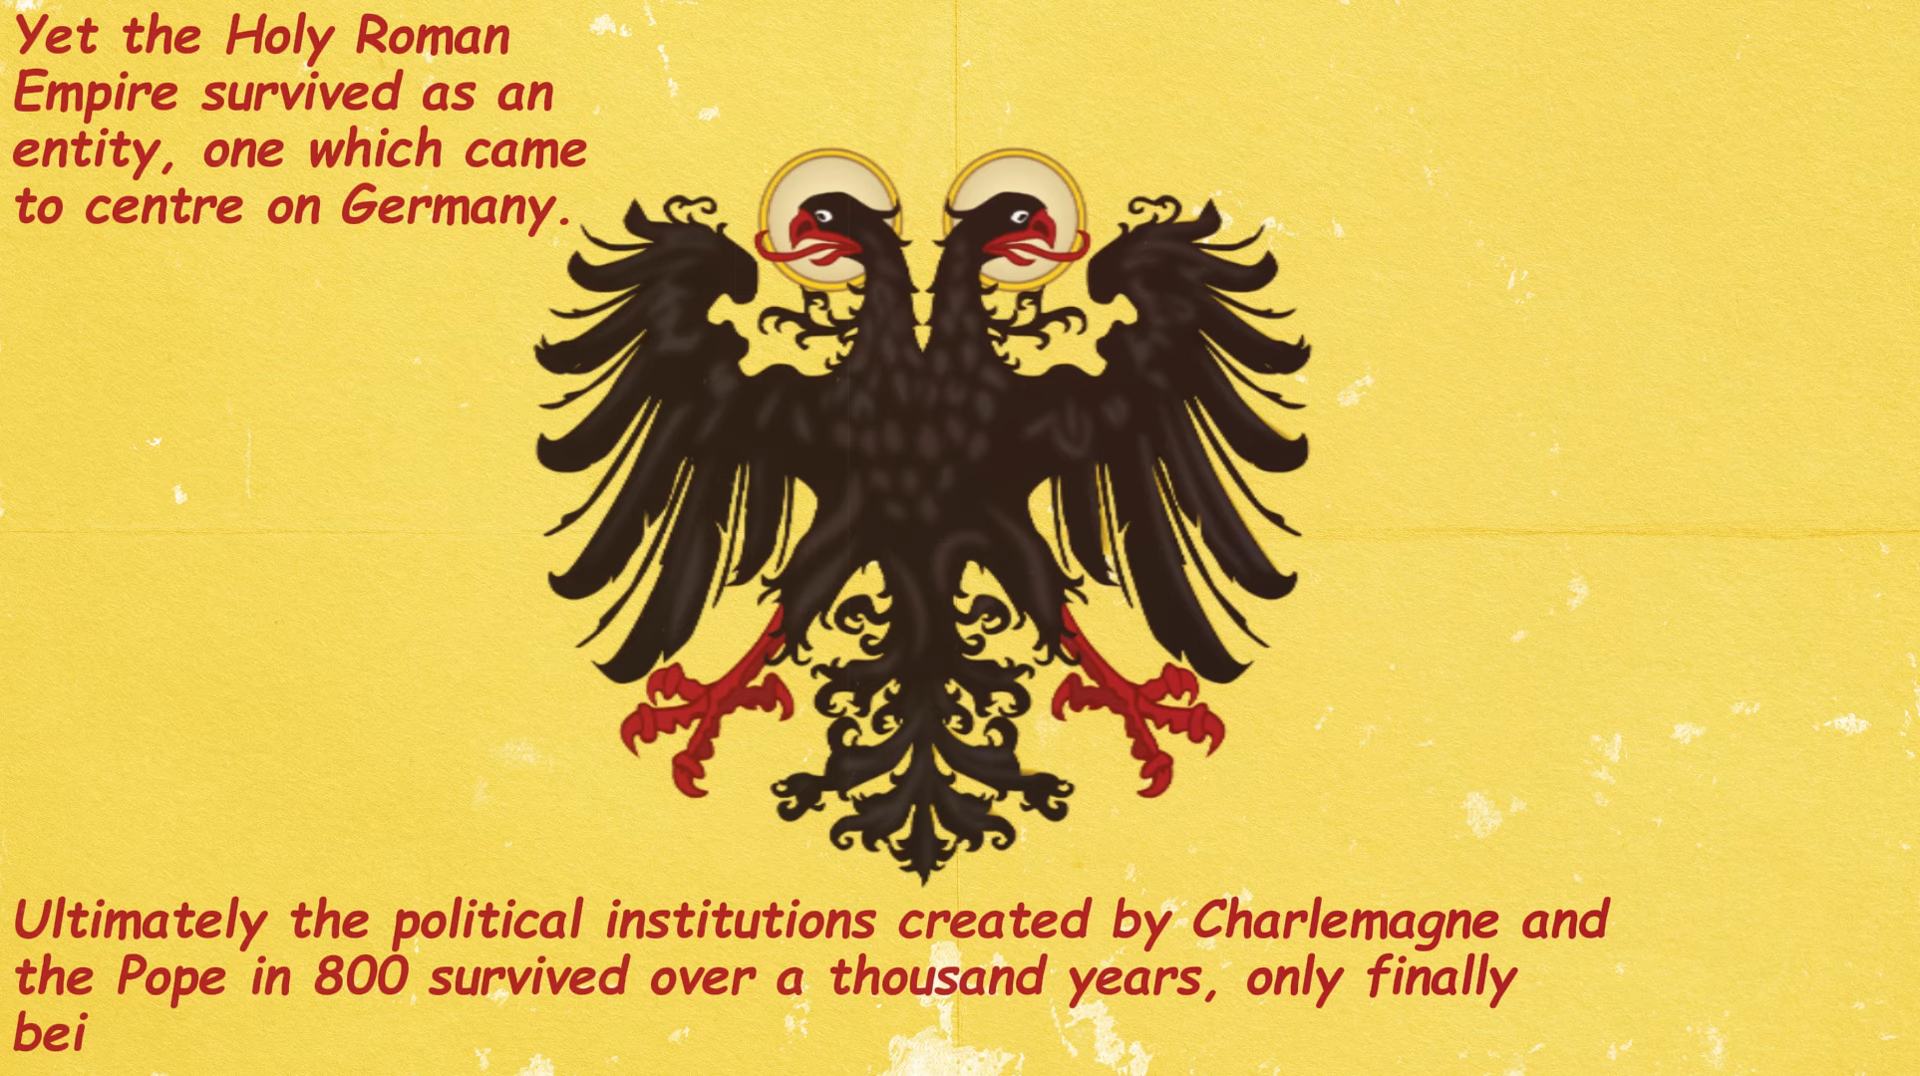 Yet the Holy Roman
Empire survived as an
entity, one which came
to centre on Germany.
Ultimately the political institutions created by Charlemagne and
the Pope in 800 survived over a thousand years, only finally
bei